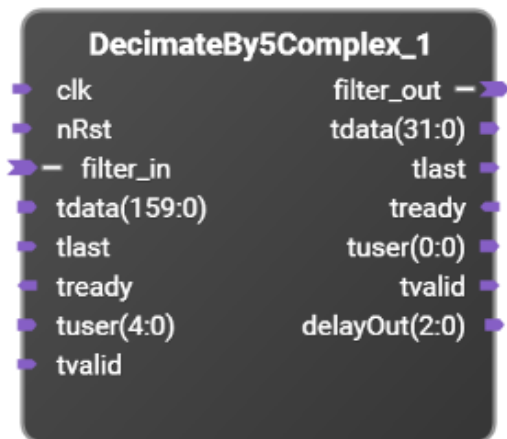 DecimateBy5Complex_1
clk
nRst
filter_in
tdata(159:0)
tlast
tready
tuser(4:0)
tvalid
filter_out
tdata(31:0)
tlast
tready
tuser(0:0)
tvalid
delayOut(2:0)